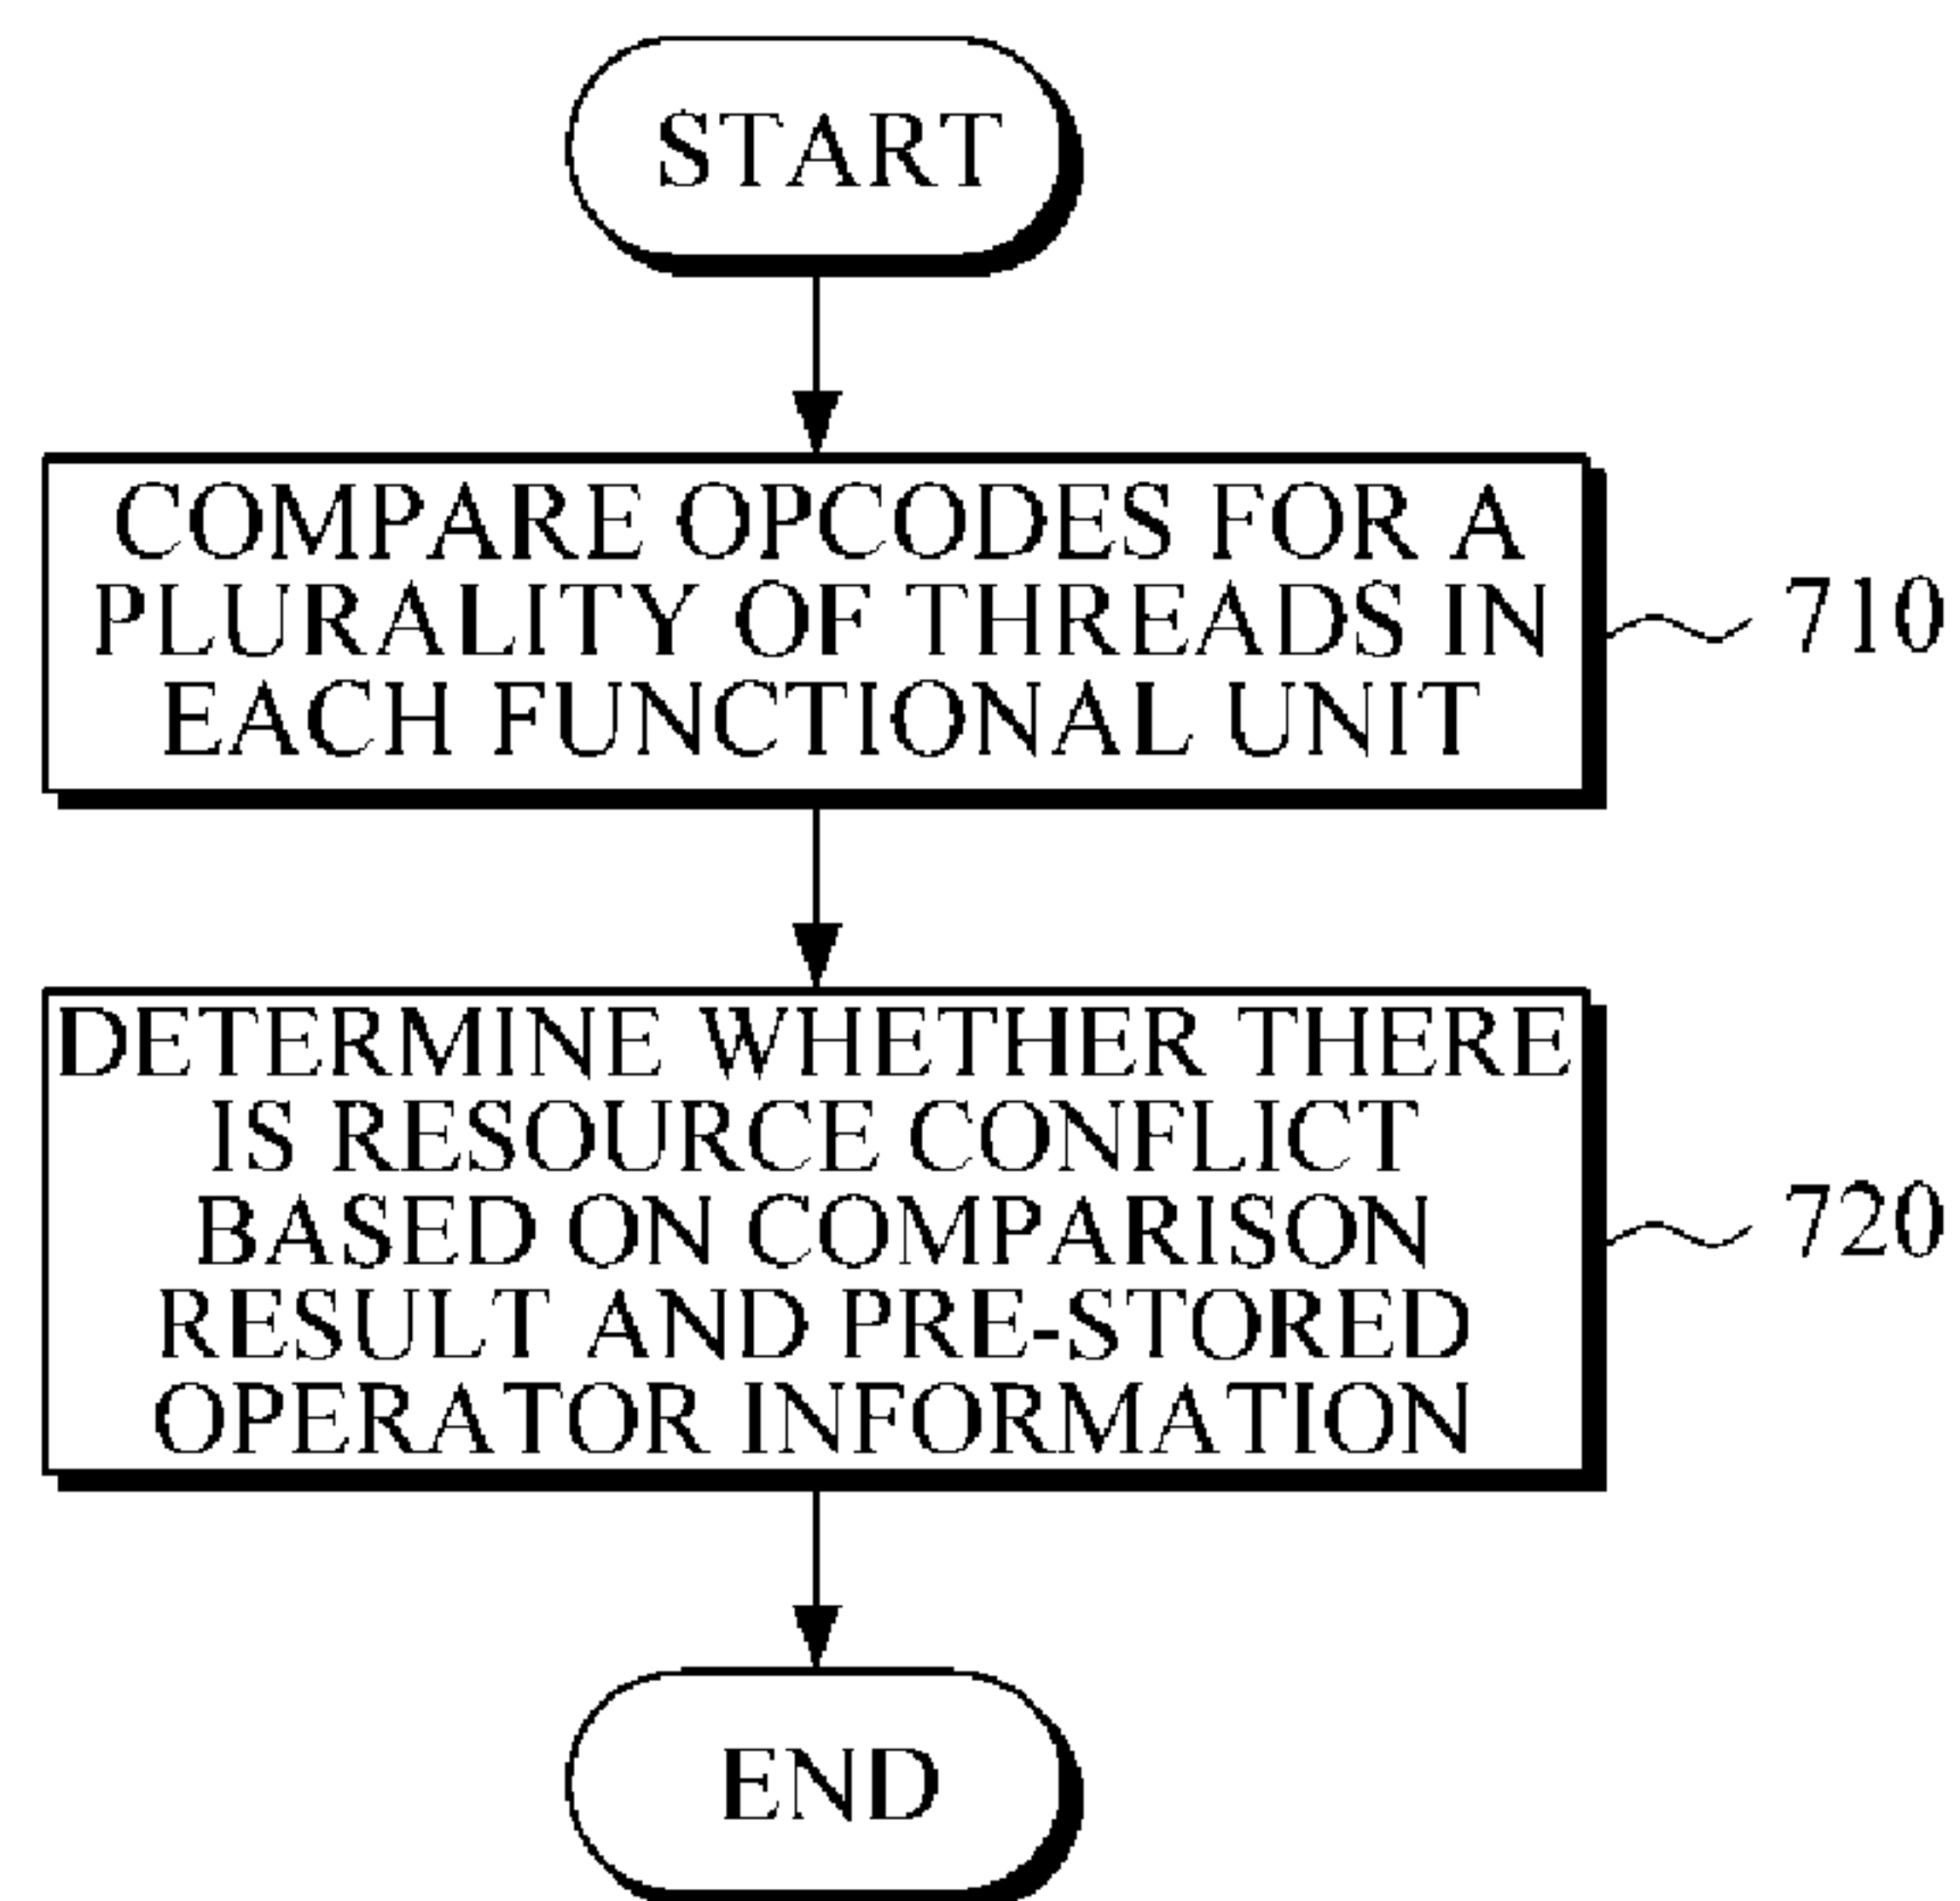 START
COMPARE OPCODES FOR A
PLURALITY OF THREADS IN
EACH FUNCTIONAL UNIT
710
DETERMINE WHETHER THERE
IS RESOURCE CONFLICT
BASED ON COMPARISON
RESULT AND PRE-STORED
OPERATOR INFORMATION
720
END